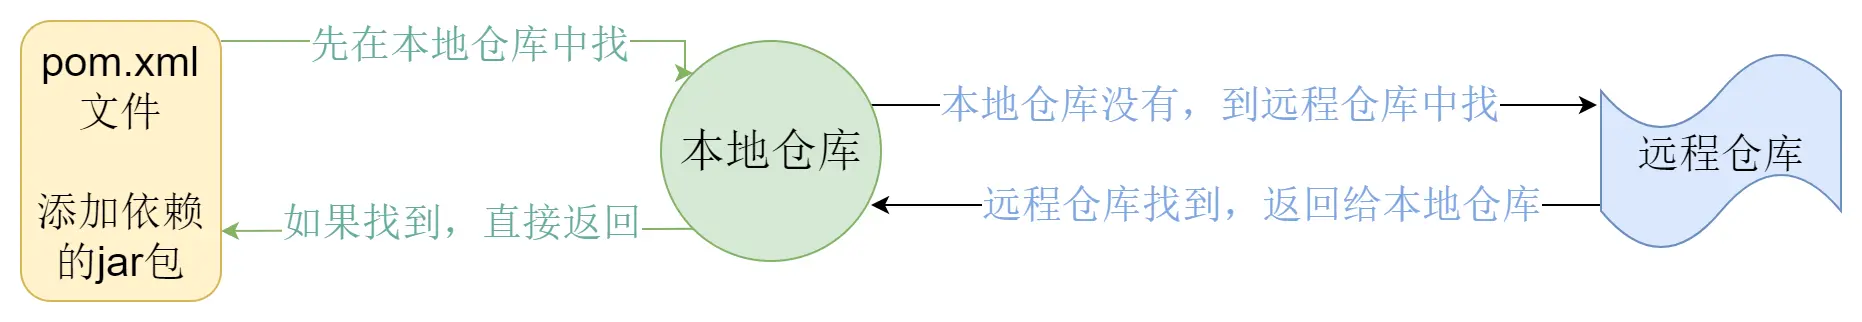 pom.xml
文件
添加依赖
的jar包
先在本地仓库中找
如果找到，直接返回
本地仓库
本地仓库没有，到远程仓库中找
远程仓库找到，返回给本地仓库
远程仓库